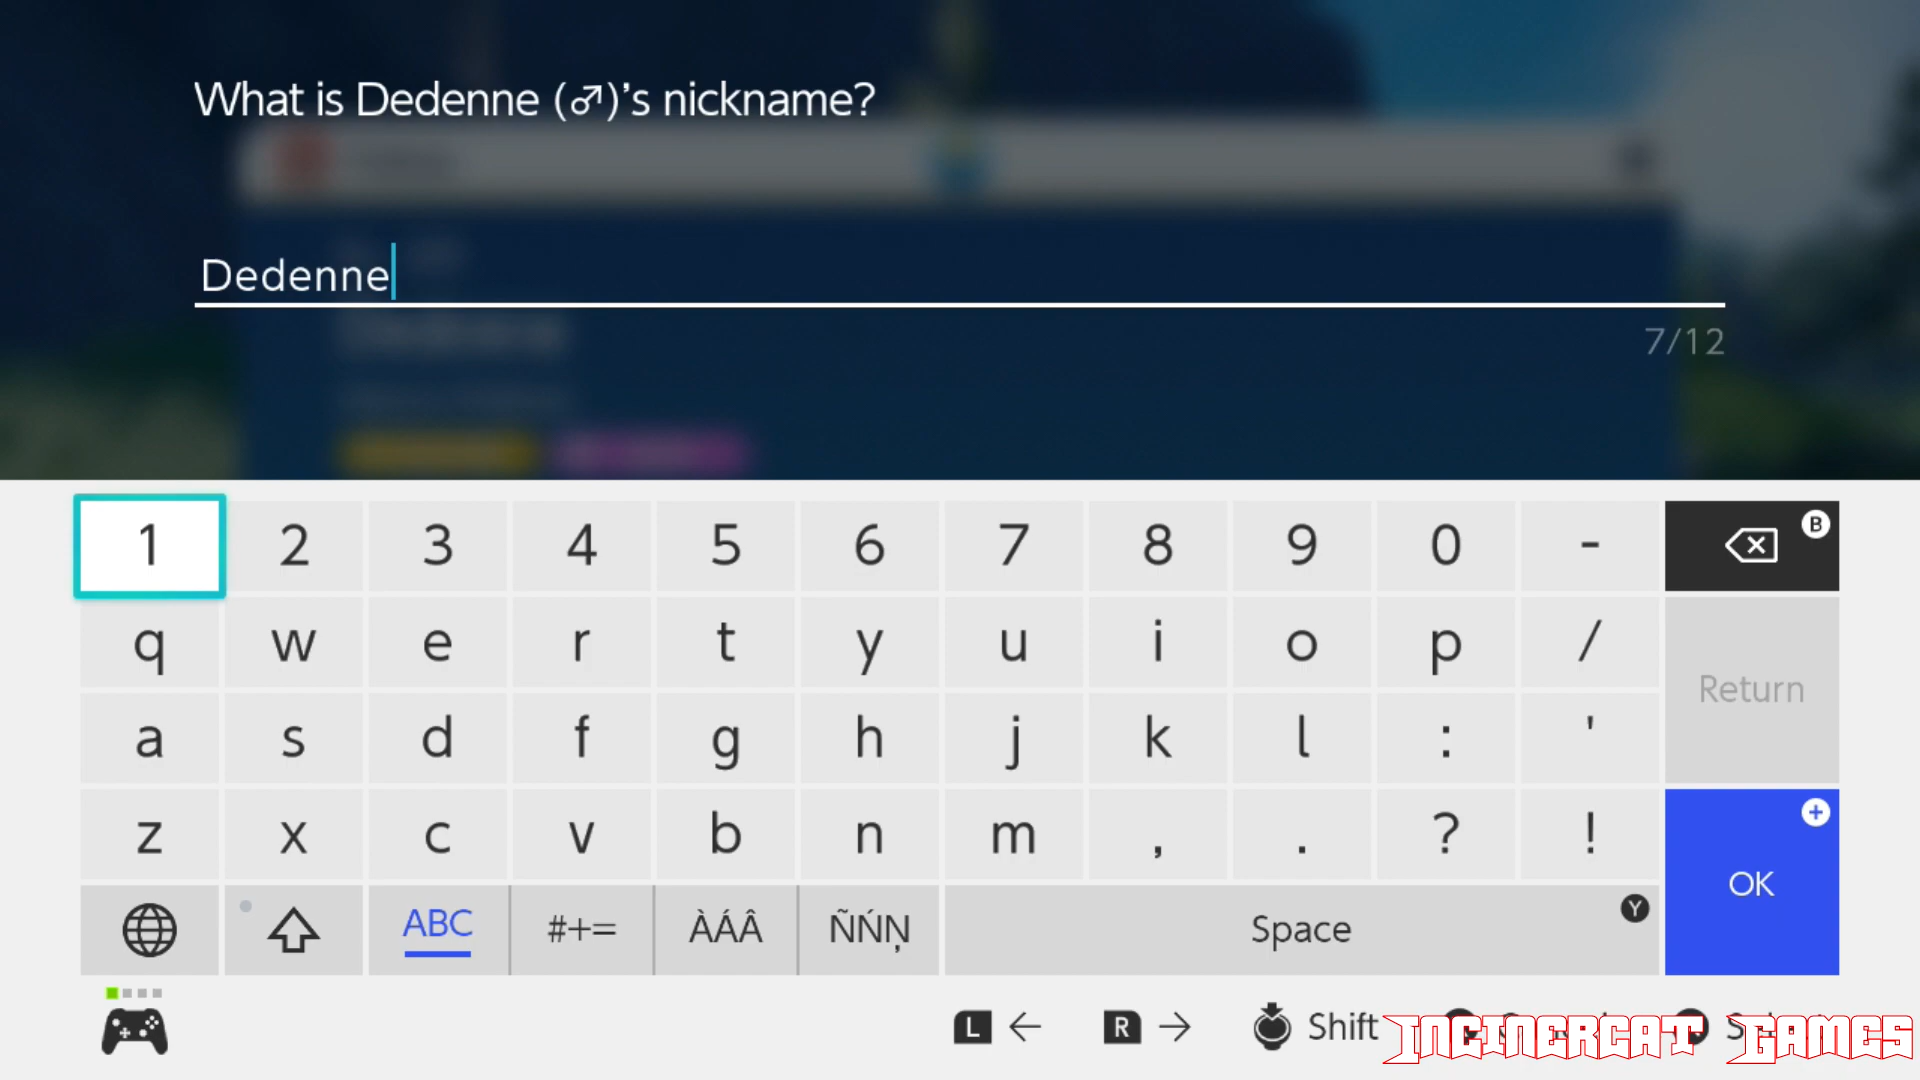 What is Dedenne (♂)'s nickname?
Dedenne
7/12
1 2 3 4 5 6 7 8 9 0 - B
q w e r t y u i o p /
Return
a s d f g h j k l : '
z x c v b n m , . ? ! +
OK
ABC #+= ÀÁÂ ÑŃŅ Space Y
L ← R → Shift
INCINERCAT GAMES